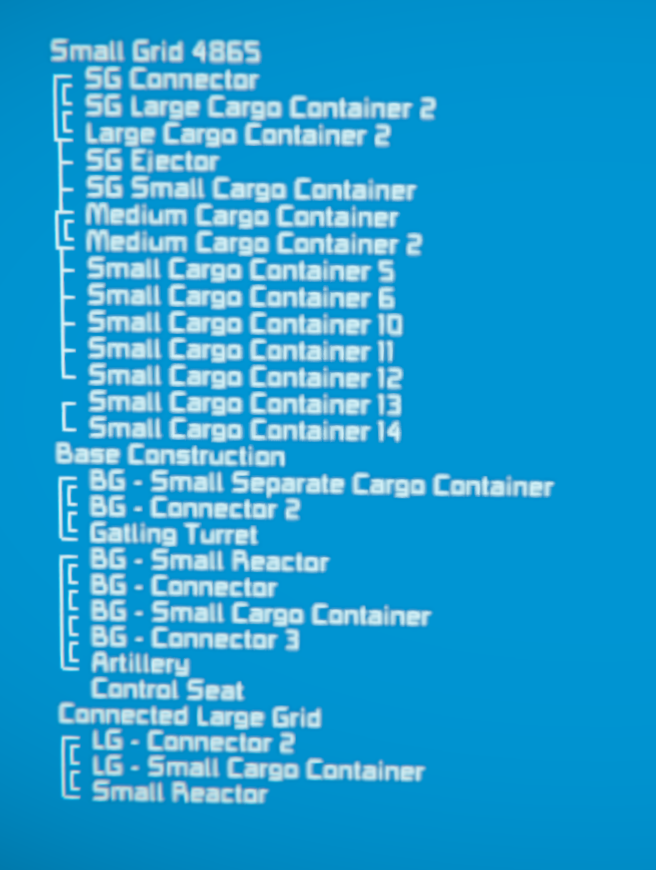 Small Grid 4865
SG Connector
SG Large Cargo Container 2
Large Cargo Container 2
SG Ejector
SG Small Cargo Container
Medium Cargo Container
Medium Cargo Container 2
Small Cargo Container 5
Small Cargo Container 6
Small Cargo Container 10
Small Cargo Container 11
Small Cargo Container 12
Small Cargo Container 13
Small Cargo Container 14
Base Construction
BG - Small Separate Cargo Container
BG - Connector 2
Gatling Turret
BG - Small Reactor
BG - Connector
BG - Small Cargo Container
BG - Connector 3
Artillery
Control Seat
Connected Large Grid
LG - Connector 2
LG - Small Cargo Container
Small Reactor